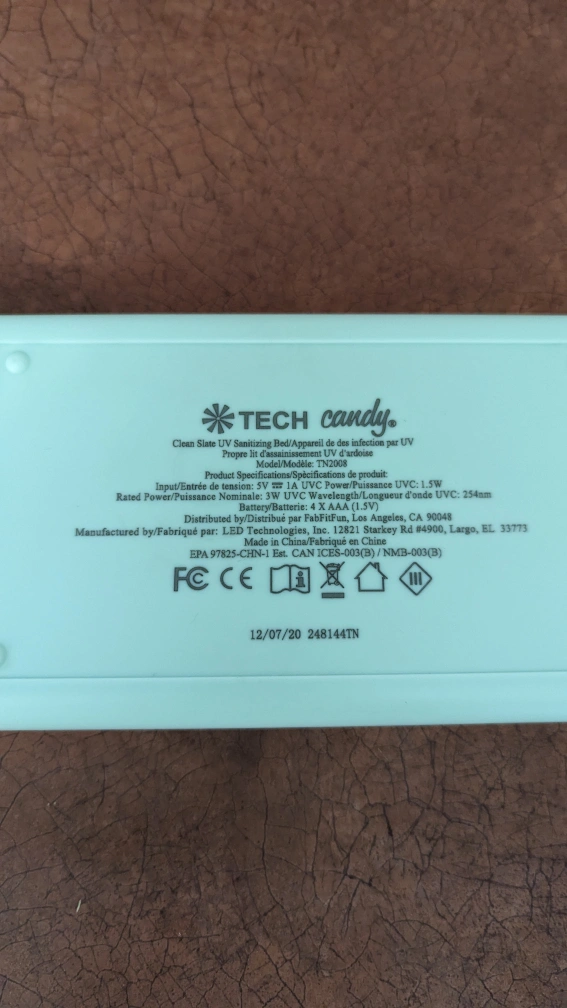 TECH candy®
Clean Slate UV Sanitizing Bed/Appareil de des infection par UV
Propre lit d'assainissement UV d'ardoise
Model/Modèle: TN2008
Product Specifications/Spècifications de produit:
Input/Entrée de tension: 5V ⎓ 1A UVC Power/Puissance UVC: 1.5W
Rated Power/Puissance Nominale: 3W UVC Wavelength/Longueur d'onde UVC: 254nm
Battery/Batterie: 4 X AAA (1.5V)
Distributed by/Distribué par FabFitFun, Los Angeles, CA 90048
Manufactured by/Fabriqué par: LED Technologies, Inc. 12821 Starkey Rd #4900, Largo, EL 33773
Made in China/Fabriqué en Chine
EPA 97825-CHN-1 Est. CAN ICES-003(B) / NMB-003(B)
FC CE
12/07/20 248144TN